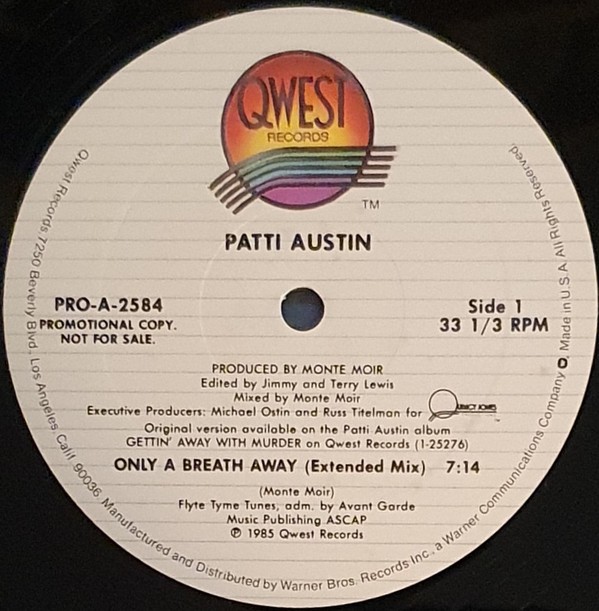 QWEST
RECORDS
TM
PATTI AUSTIN
PRO-A-2584
PROMOTIONAL COPY.
NOT FOR SALE.
Side 1
33 1/3 RPM
PRODUCED BY MONTE MOIR
Edited by Jimmy and Terry Lewis
Mixed by Monte Moir
Executive Producers: Michael Ostin and Russ Titelman for QUINCY JONES
Original version available on the Patti Austin album
GETTIN' AWAY WITH MURDER on Qwest Records (1-25276)
ONLY A BREATH AWAY (Extended Mix) 7:14
(Monte Moir)
Flyte Tyme Tunes, adm. by Avant Garde
Music Publishing ASCAP
℗ 1985 Qwest Records
Qwest Records, 7250 Beverly Blvd., Los Angeles, Calif. 90036. Manufactured and Distributed by Warner Bros. Records Inc., a Warner Communications Company. Made in U.S.A. All Rights Reserved.